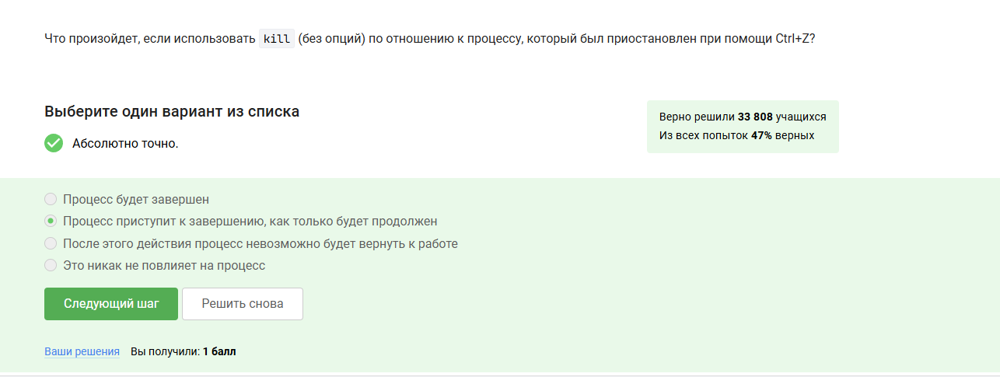 Что произойдет, если использовать kill (без опций) по отношению к процессу, который был приостановлен при помощи Ctrl+Z?
Выберите один вариант из списка
Абсолютно точно.
Верно решили 33 808 учащихся
Из всех попыток 47% верных
Процесс будет завершен
Процесс приступит к завершению, как только будет продолжен
После этого действия процесс невозможно будет вернуть к работе
Это никак не повлияет на процесс
Следующий шаг
Решить снова
Ваши решения Вы получили: 1 балл